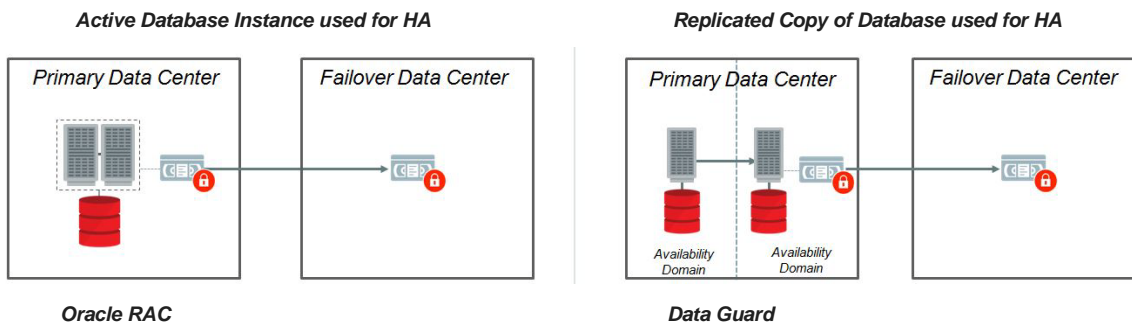 Active Database Instance used for HA
Primary Data Center
Failover Data Center
Oracle RAC
Replicated Copy of Database used for HA
Primary Data Center
Failover Data Center
Availability
Domain
Availability
Domain
Data Guard